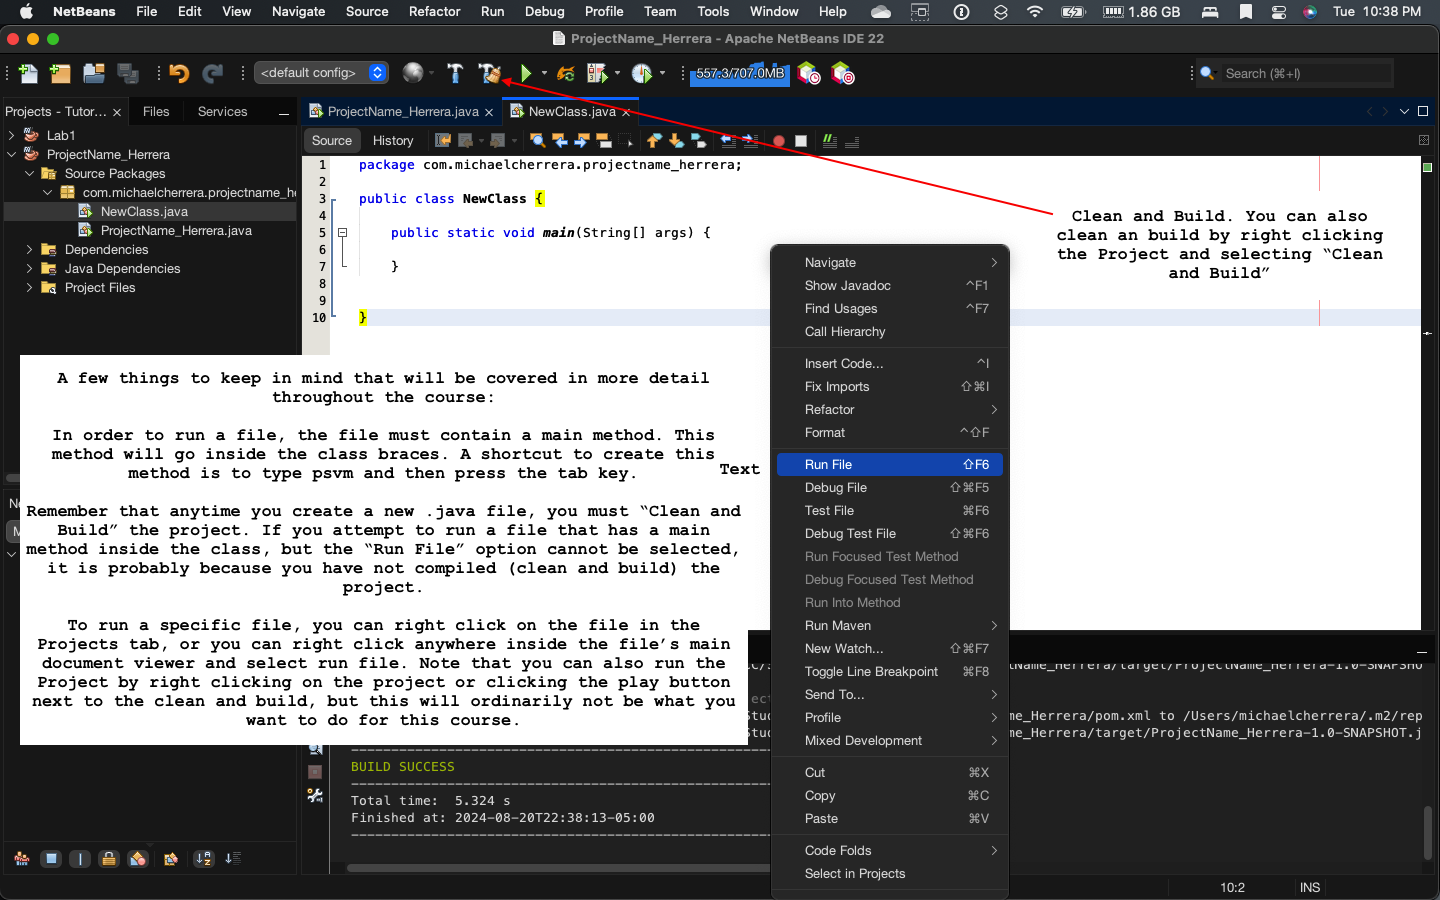 NetBeans File Edit View Navigate Source Refactor Run Debug Profile Team Tools Window Help 1.86 GB Tue 10:38 PM
ProjectName_Herrera - Apache NetBeans IDE 22
<default config> 557.3/707.0MB Search (⌘+I)
Projects - Tutor... × Files Services
ProjectName_Herrera.java × NewClass.java ×
Source History
Lab1
ProjectName_Herrera
Source Packages
com.michaelcherrera.projectname_he
NewClass.java
ProjectName_Herrera.java
Dependencies
Java Dependencies
Project Files
1 package com.michaelcherrera.projectname_herrera;
2
3 public class NewClass {
4
5 public static void main(String[] args) {
6
7 }
8
9
10 }
Clean and Build. You can also
clean an build by right clicking
the Project and selecting “Clean
and Build”
A few things to keep in mind that will be covered in more detail
throughout the course:
In order to run a file, the file must contain a main method. This
method will go inside the class braces. A shortcut to create this
method is to type psvm and then press the tab key.
Text
Remember that anytime you create a new .java file, you must “Clean and
Build” the project. If you attempt to run a file that has a main
method inside the class, but the “Run File” option cannot be selected,
it is probably because you have not compiled (clean and build) the
project.
To run a specific file, you can right click on the file in the
Projects tab, or you can right click anywhere inside the file’s main
document viewer and select run file. Note that you can also run the
Project by right clicking on the project or clicking the play button
next to the clean and build, but this will ordinarily not be what you
want to do for this course.
Navigate
Show Javadoc ^F1
Find Usages ^F7
Call Hierarchy
Insert Code... ^I
Fix Imports ⇧⌘I
Refactor
Format ^⇧F
Run File ⇧F6
Debug File ⇧⌘F5
Test File ⌘F6
Debug Test File ⇧⌘F6
Run Focused Test Method
Debug Focused Test Method
Run Into Method
Run Maven
New Watch... ⇧⌘F7
Toggle Line Breakpoint ⌘F8
Send To...
Profile
Mixed Development
Cut ⌘X
Copy ⌘C
Paste ⌘V
Code Folds
Select in Projects
tName_Herrera/target/ProjectName_Herrera-1.0-SNAPSHO
me_Herrera/pom.xml to /Users/michaelcherrera/.m2/rep
me_Herrera/target/ProjectName_Herrera-1.0-SNAPSHOT.j
BUILD SUCCESS
Total time: 5.324 s
Finished at: 2024-08-20T22:38:13-05:00
10:2 INS